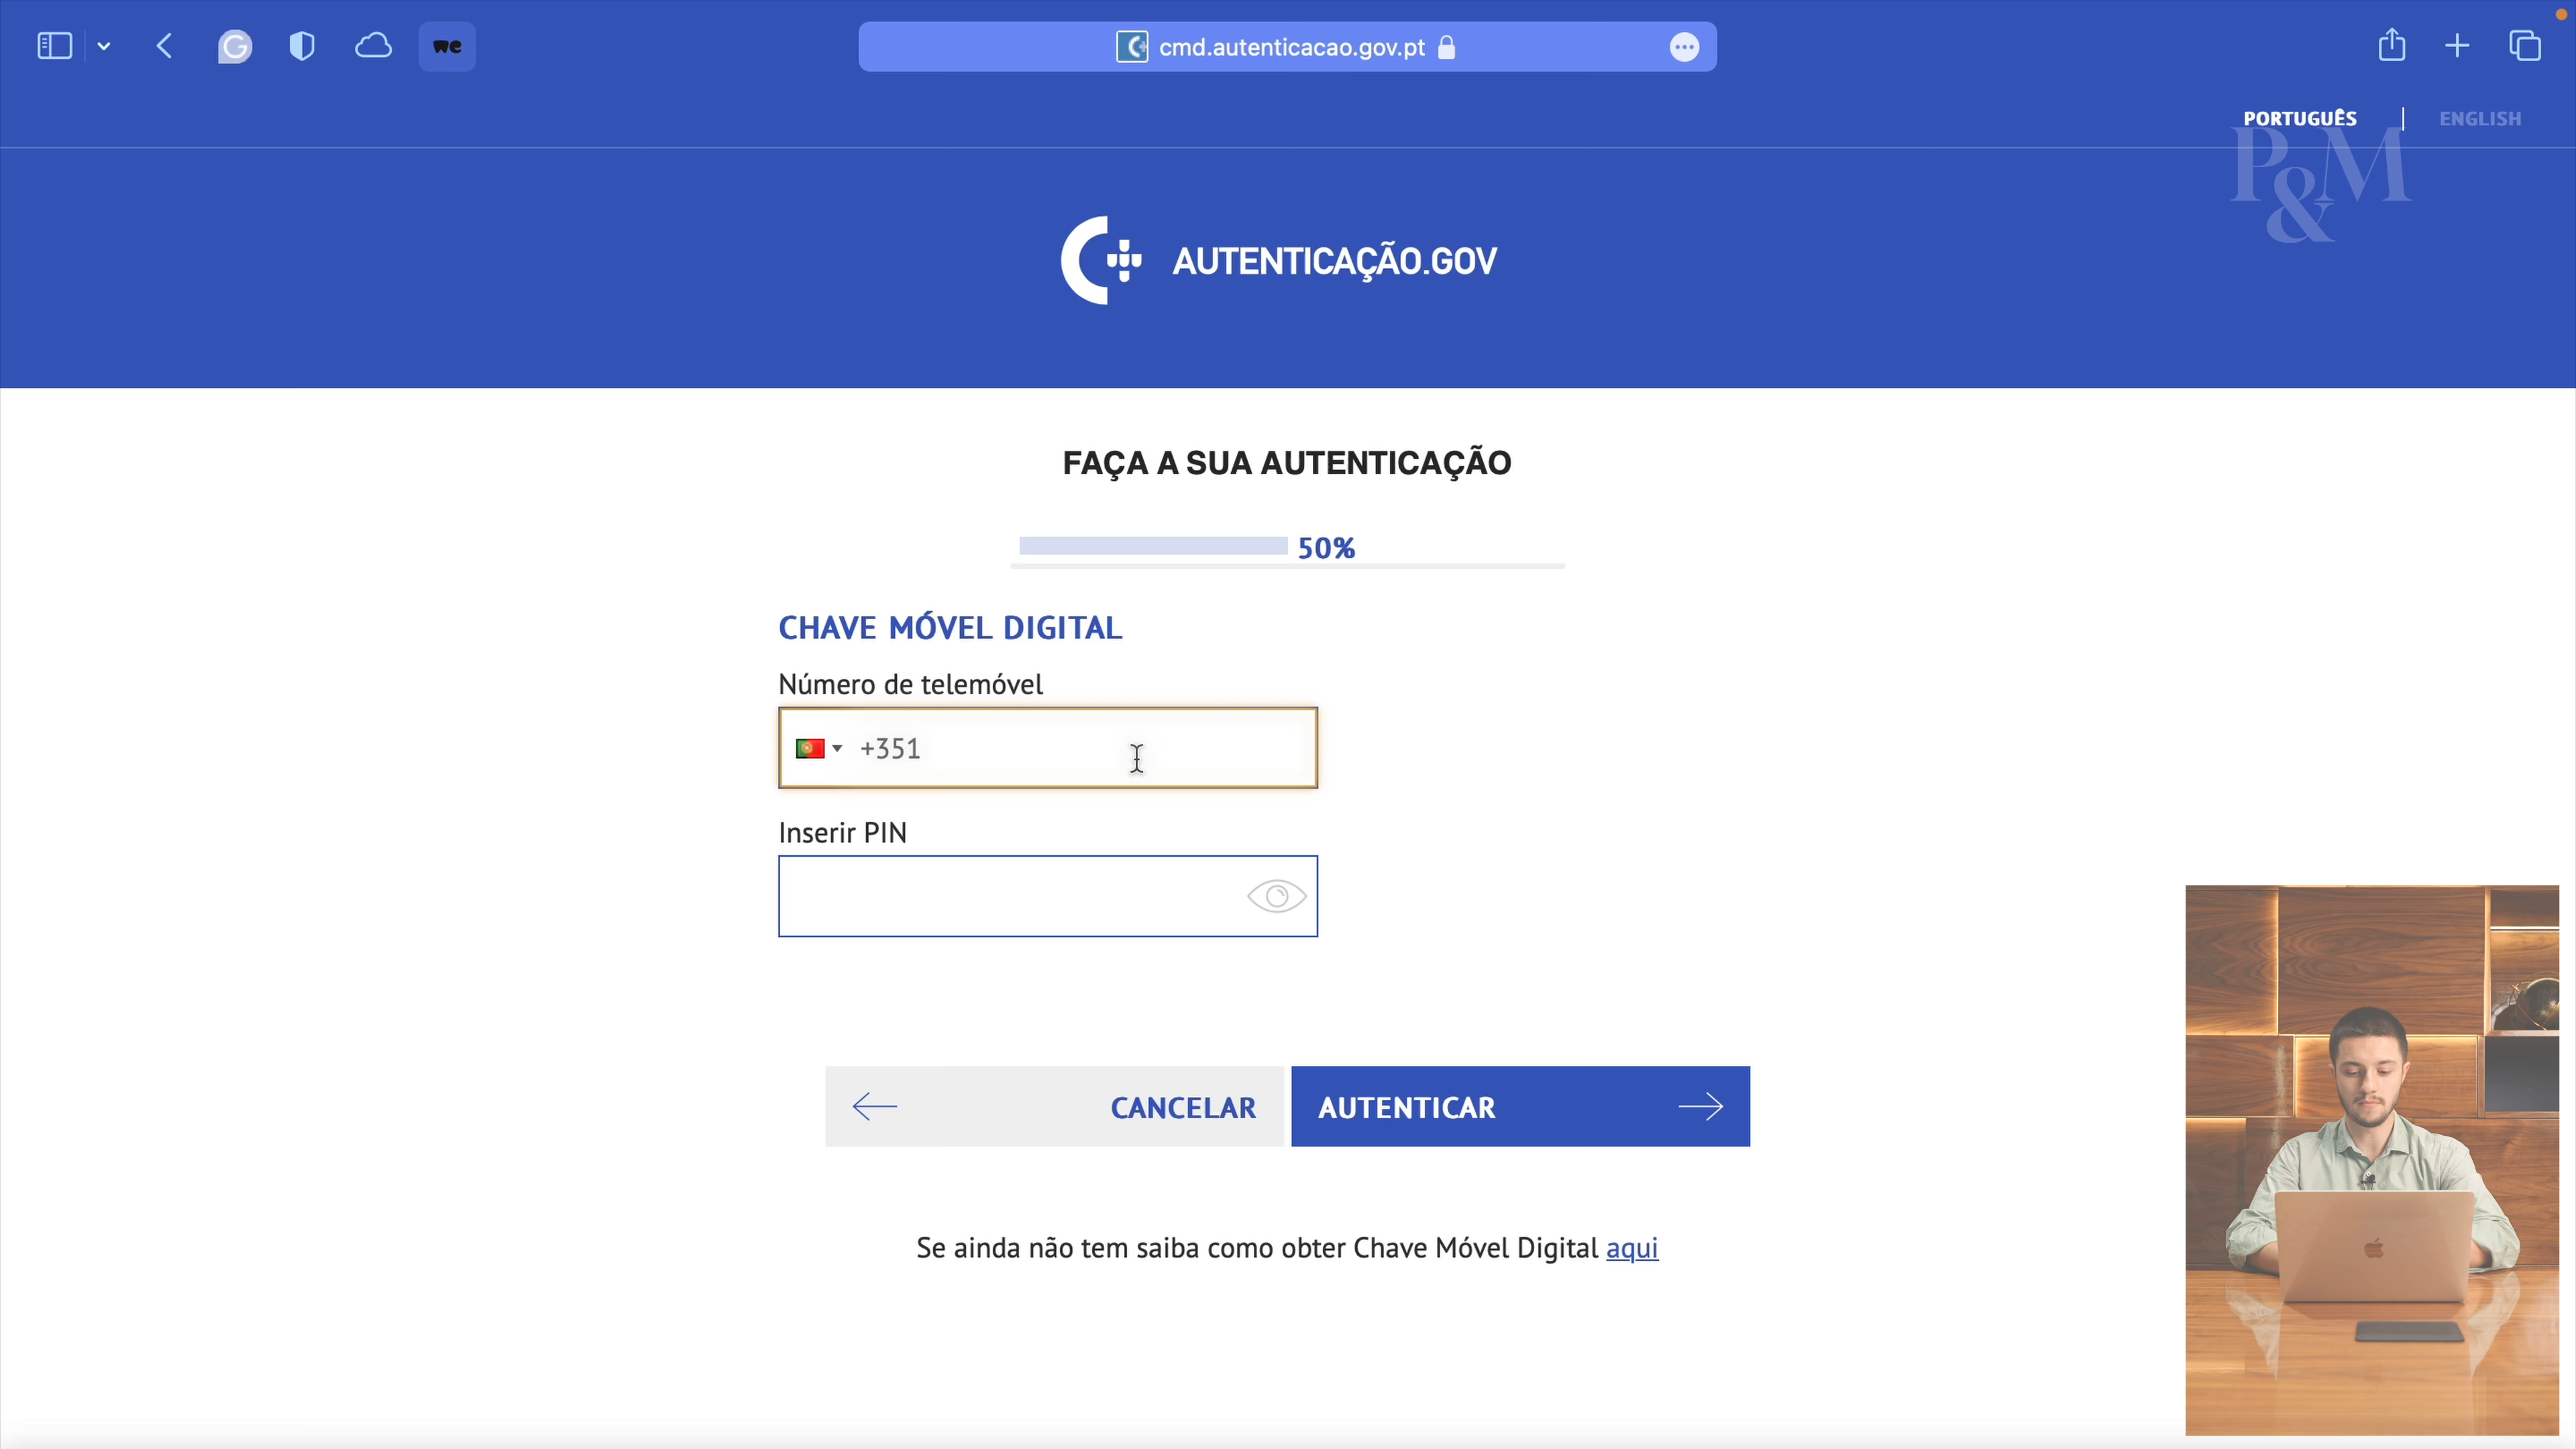 we
cmd.autenticacao.gov.pt
PORTUGUÊS | ENGLISH
P&M
AUTENTICAÇÃO.GOV
FAÇA A SUA AUTENTICAÇÃO
50%
CHAVE MÓVEL DIGITAL
Número de telemóvel
+351
Inserir PIN
CANCELAR
AUTENTICAR
Se ainda não tem saiba como obter Chave Móvel Digital aqui